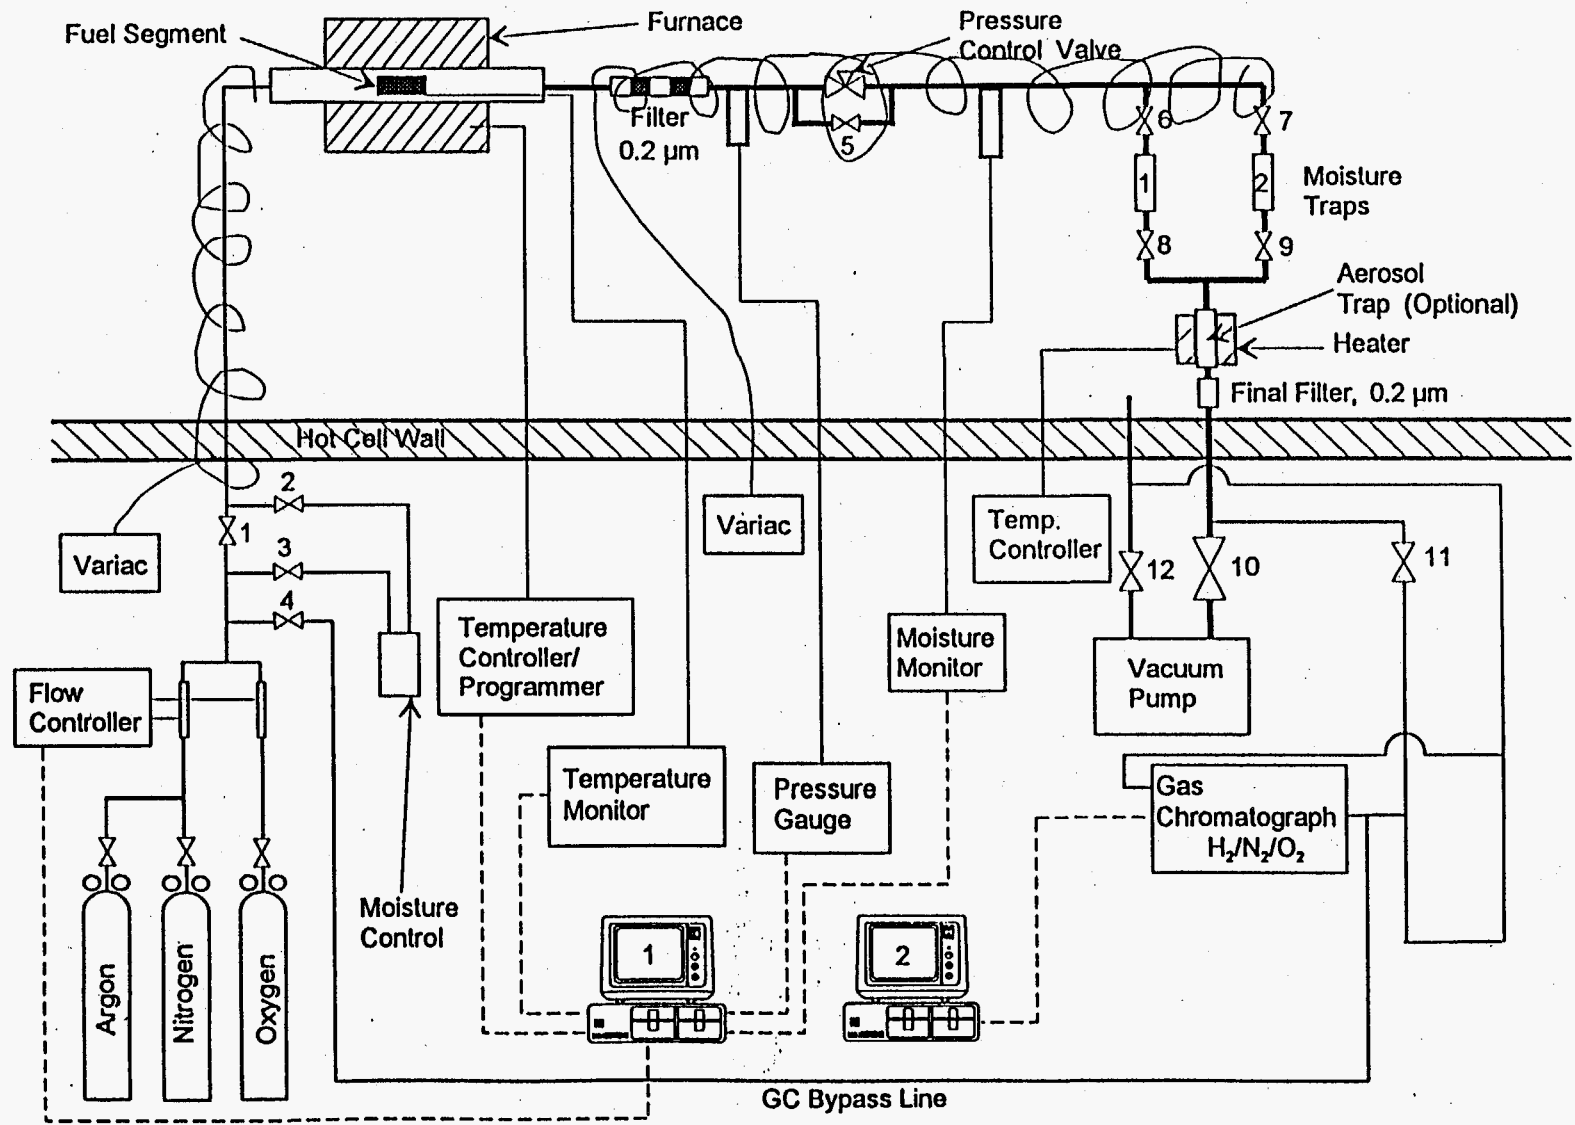 Fuel Segment
Furnace
Pressure
Control Valve
Filter
0.2 µm
5
6
7
1
2
Moisture
Traps
8
9
Aerosol
Trap (Optional)
Heater
Final Filter, 0.2 µm
Hot Cell Wall
2
1
3
4
Variac
Variac
Temp.
Controller
12
10
11
Temperature
Controller/
Programmer
Moisture
Monitor
Vacuum
Pump
Flow
Controller
Temperature
Monitor
Pressure
Gauge
Gas
Chromatograph
H₂/N₂/O₂
Moisture
Control
Argon
Nitrogen
Oxygen
1
2
GC Bypass Line